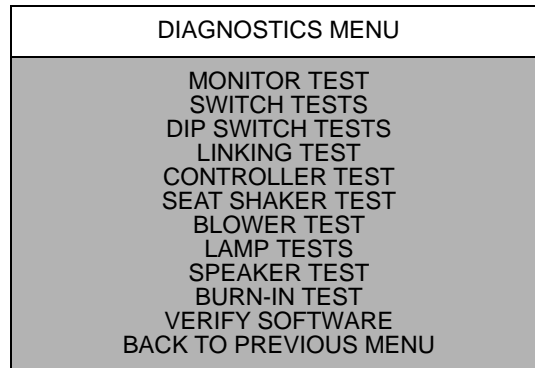 DIAGNOSTICS MENU
MONITOR TEST
SWITCH TESTS
DIP SWITCH TESTS
LINKING TEST
CONTROLLER TEST
SEAT SHAKER TEST
BLOWER TEST
LAMP TESTS
SPEAKER TEST
BURN-IN TEST
VERIFY SOFTWARE
BACK TO PREVIOUS MENU